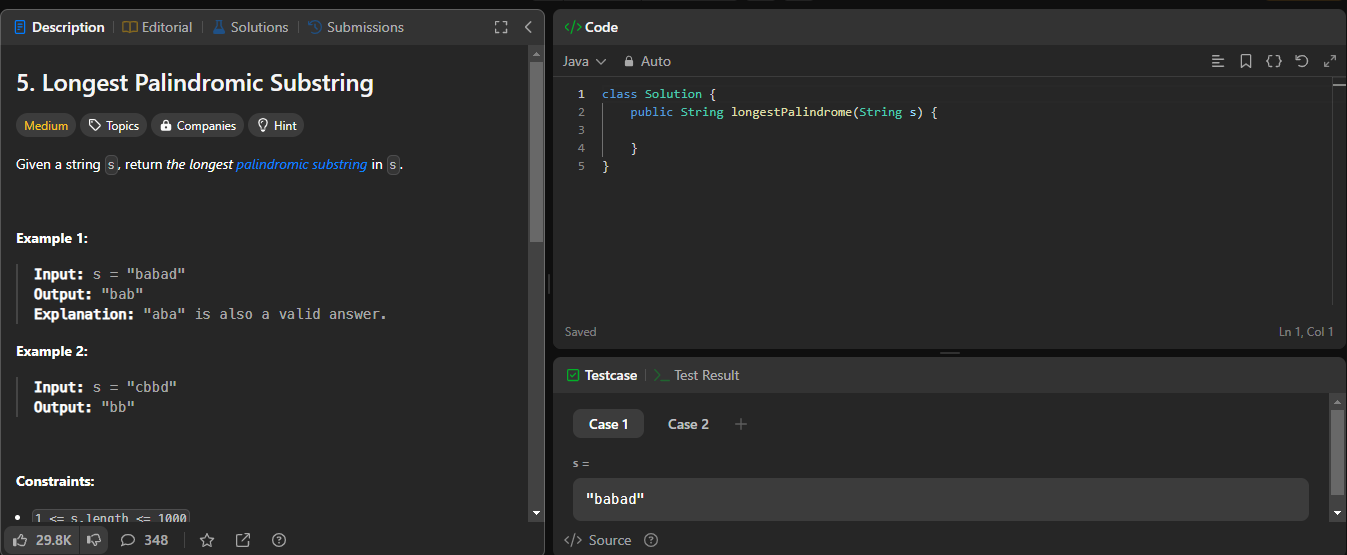 Description Editorial Solutions Submissions
5. Longest Palindromic Substring
Medium Topics Companies Hint
Given a string s, return the longest palindromic substring in s.
Example 1:
Input: s = "babad"
Output: "bab"
Explanation: "aba" is also a valid answer.
Example 2:
Input: s = "cbbd"
Output: "bb"
Constraints:
1 <= s.length <= 1000
29.8K 348
</> Code
Java Auto
1 class Solution {
2 public String longestPalindrome(String s) {
3
4 }
5 }
Saved Ln 1, Col 1
Testcase >_ Test Result
Case 1 Case 2 +
s =
"babad"
</> Source